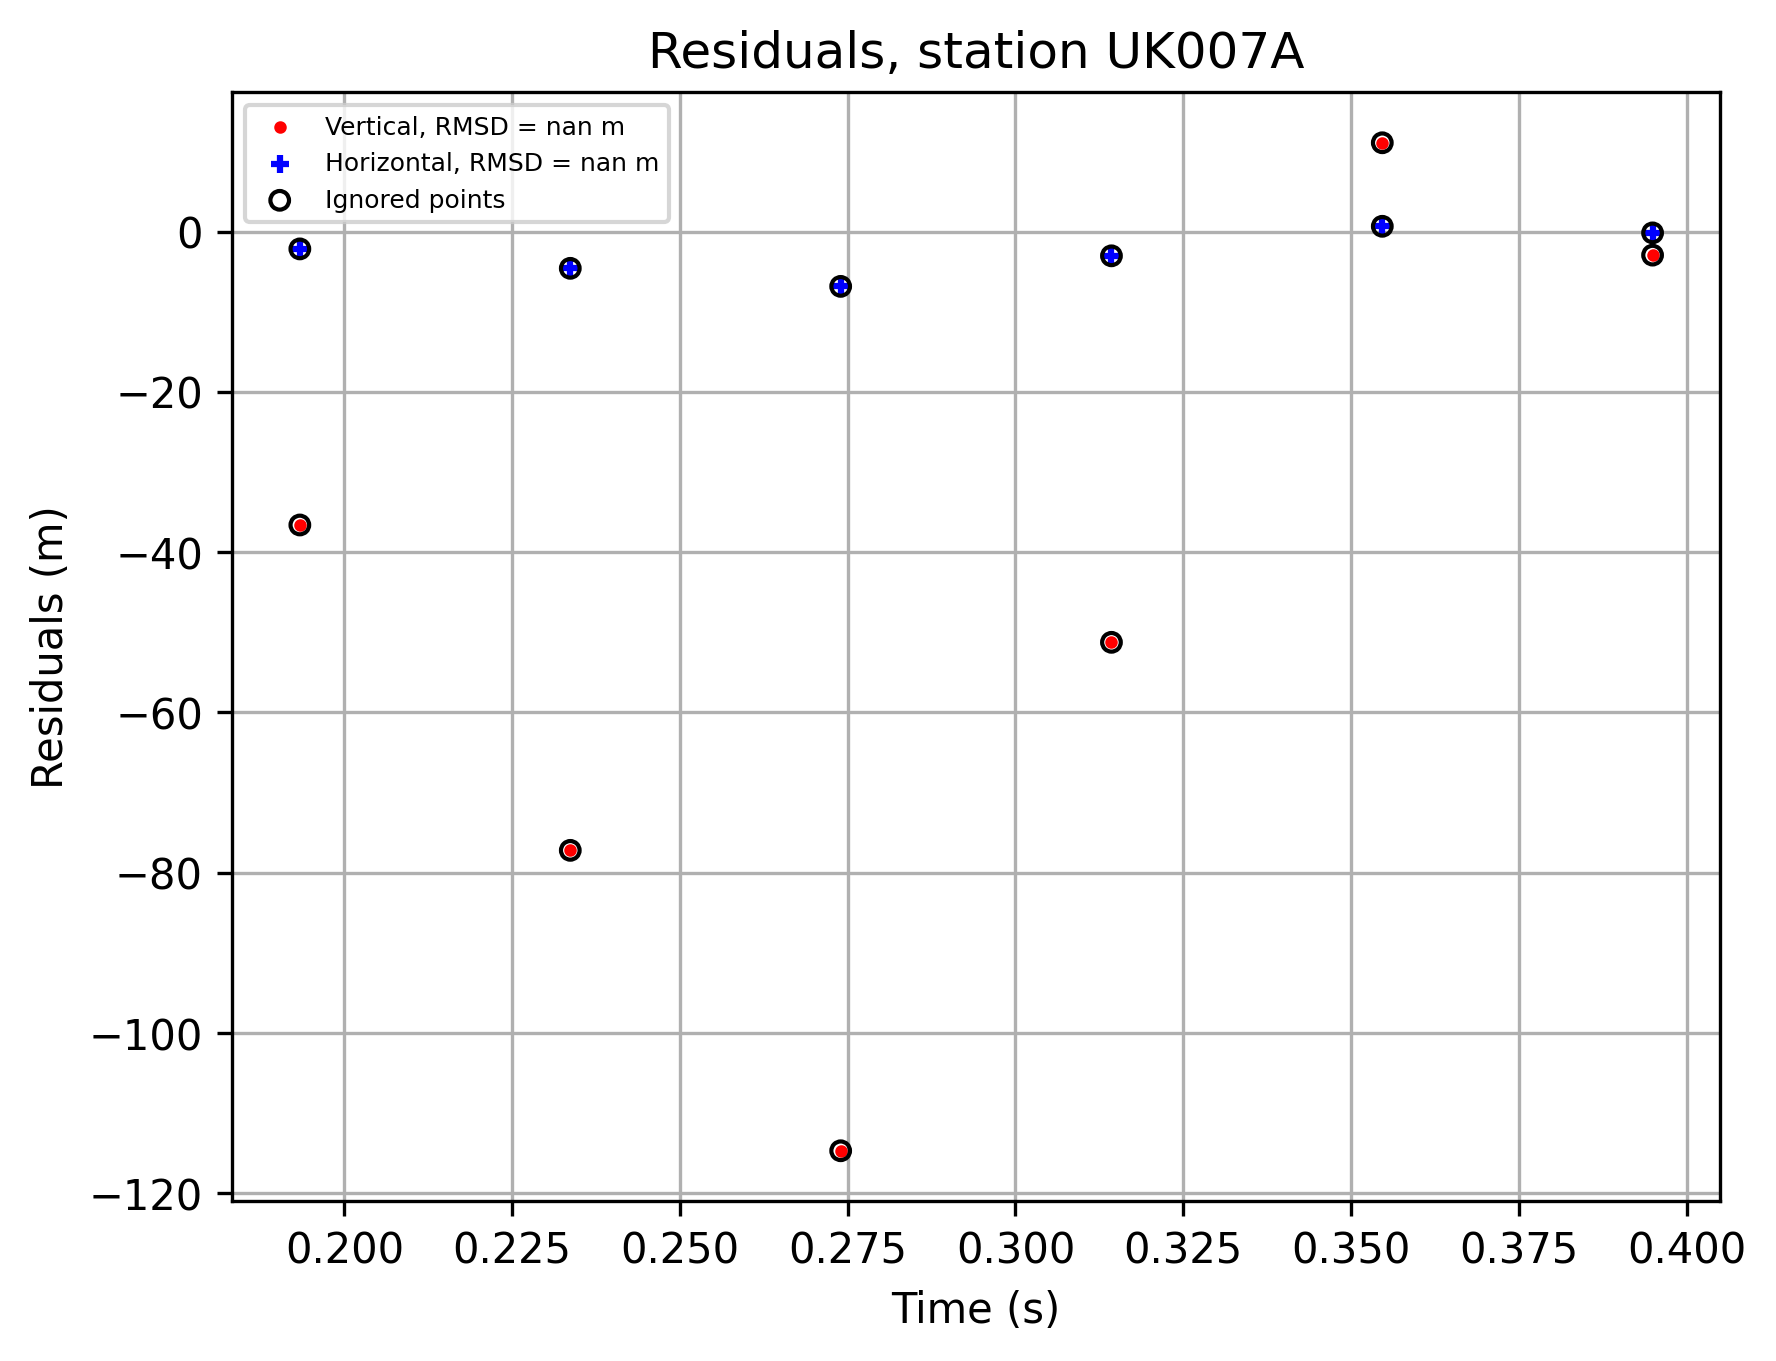 Residuals, station UK007A
Vertical, RMSD = nan m
Horizontal, RMSD = nan m
Ignored points
0
−20
−40
−60
−80
−100
−120
Residuals (m)
0.200 0.225 0.250 0.275 0.300 0.325 0.350 0.375 0.400
Time (s)